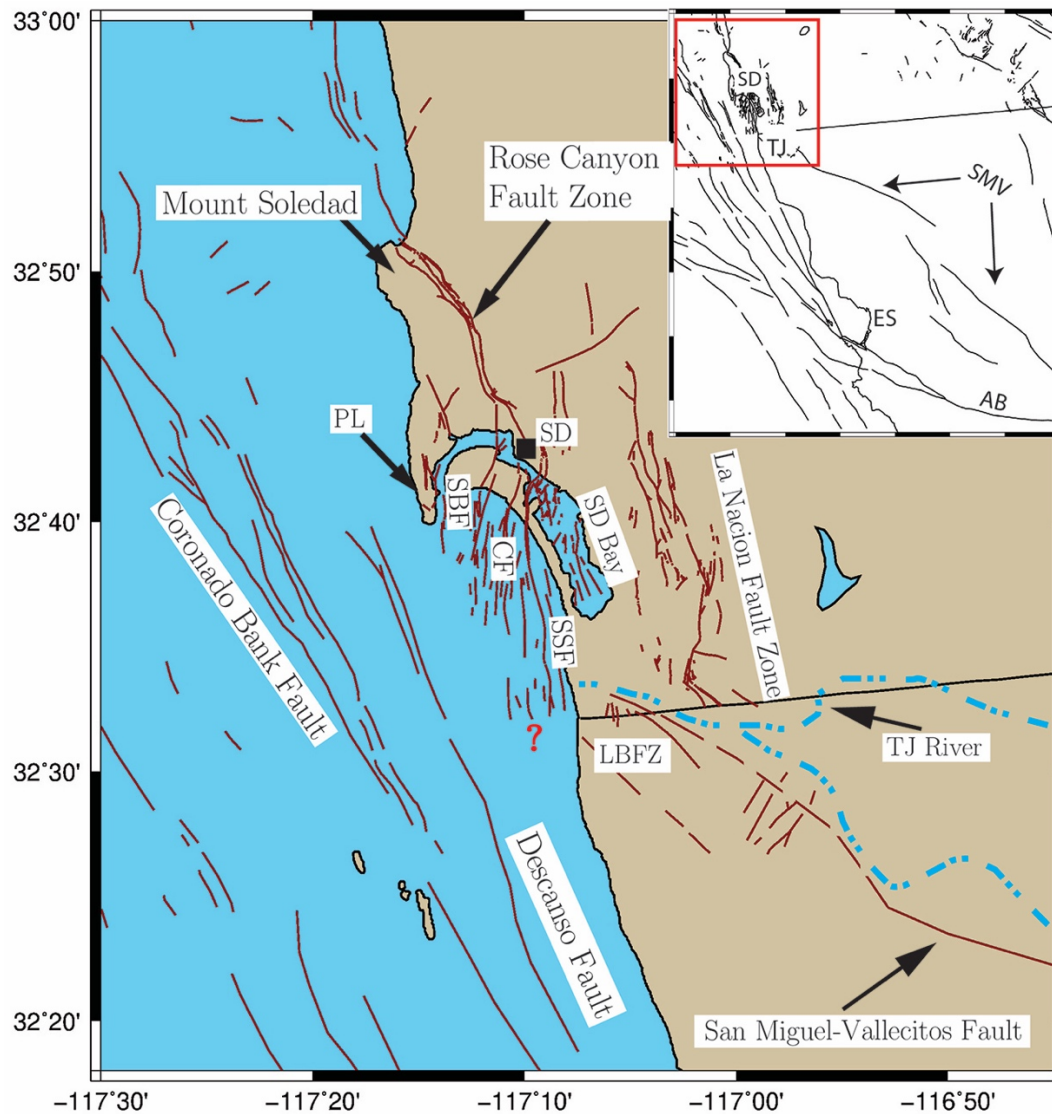 33°00'
32°50'
32°40'
32°30'
32°20'
−117°30'
−117°20'
−117°10'
−117°00'
−116°50'
Mount Soledad
Rose Canyon
Fault Zone
PL
SD
SBF
CF
SD Bay
SSF
Coronado Bank Fault
La Nacion Fault Zone
?
LBFZ
TJ River
Descanso Fault
San Miguel-Vallecitos Fault
SD
TJ
SMV
ES
AB